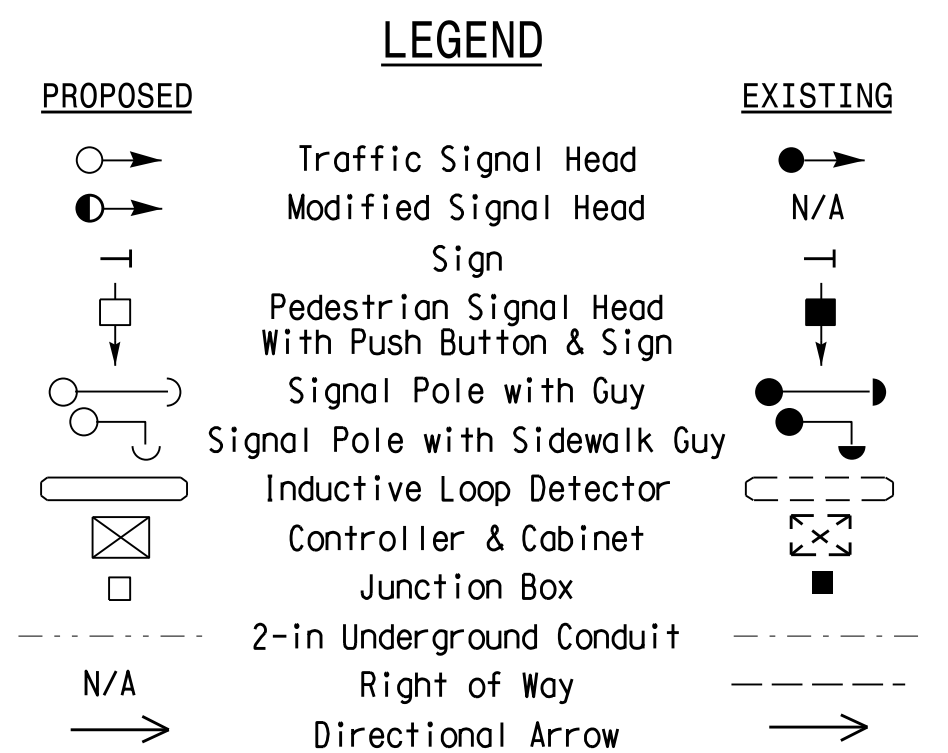 LEGEND
PROPOSED EXISTING
Traffic Signal Head
Modified Signal Head N/A
Sign
Pedestrian Signal Head
With Push Button & Sign
Signal Pole with Guy
Signal Pole with Sidewalk Guy
Inductive Loop Detector
Controller & Cabinet
Junction Box
2-in Underground Conduit
N/A Right of Way
Directional Arrow